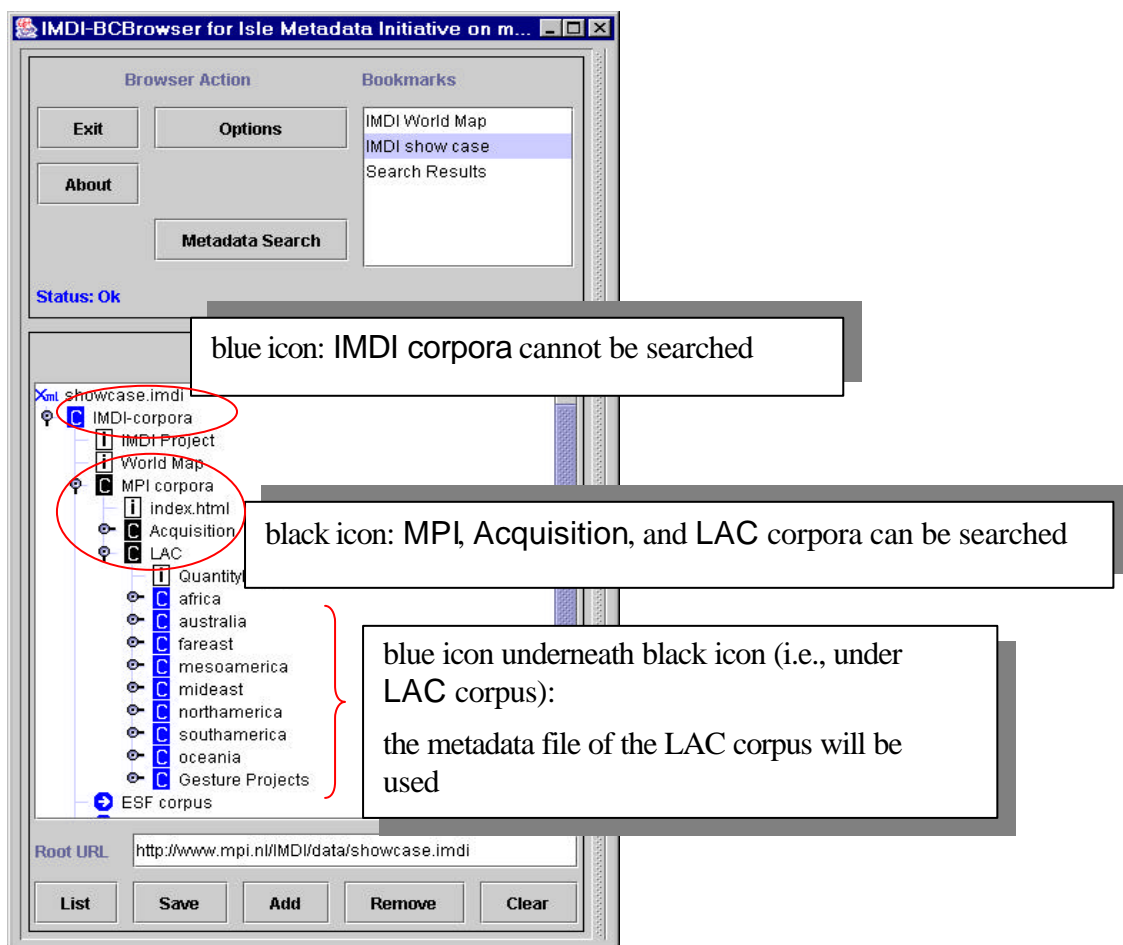 IMDI-BCBrowser for Isle Metadata Initiative on m...
Browser Action
Bookmarks
Exit
Options
About
Metadata Search
IMDI World Map
IMDI show case
Search Results
Status: Ok
blue icon: IMDI corpora cannot be searched
Xml showcase.imdi
C IMDI-corpora
i IMDI Project
i World Map
C MPI corpora
i index.html
C Acquisition
black icon: MPI, Acquisition, and LAC corpora can be searched
C LAC
i Quantity
C africa
C australia
C fareast
C mesoamerica
C mideast
C northamerica
C southamerica
C oceania
C Gesture Projects
ESF corpus
blue icon underneath black icon (i.e., under
LAC corpus):
the metadata file of the LAC corpus will be
used
Root URL http://www.mpi.nl/IMDI/data/showcase.imdi
List Save Add Remove Clear